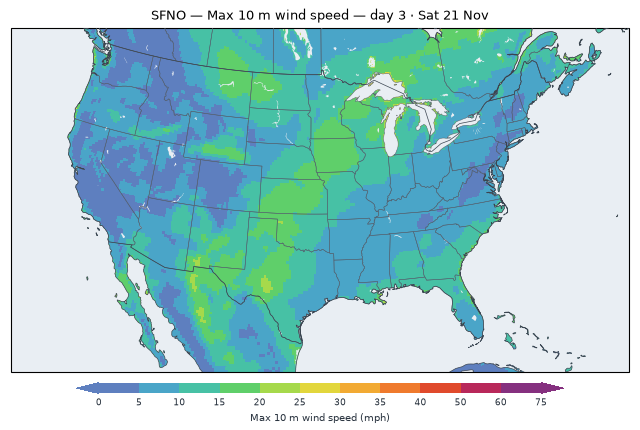 SFNO — Max 10 m wind speed — day 3 · Sat 21 Nov
0 5 10 15 20 25 30 35 40 50 60 75
Max 10 m wind speed (mph)